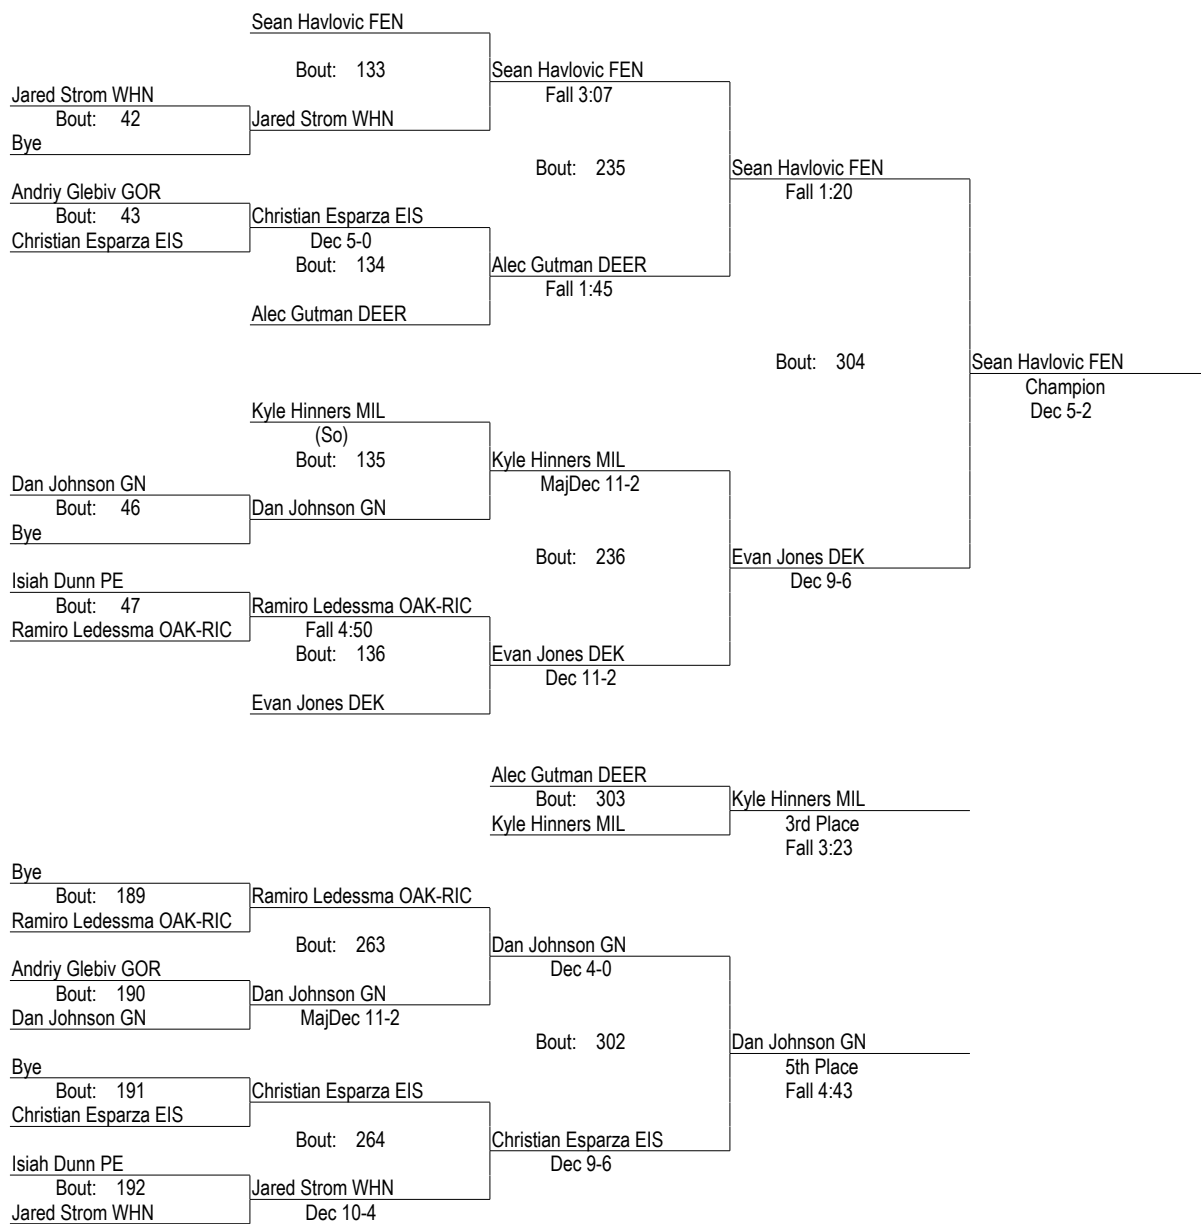 Sean Havlovic FEN
Bout: 133
Sean Havlovic FEN
Jared Strom WHN
Fall 3:07
Bout: 42
Jared Strom WHN
Bye
Bout: 235
Sean Havlovic FEN
Andriy Glebiv GOR
Fall 1:20
Bout: 43
Christian Esparza EIS
Christian Esparza EIS
Dec 5-0
Bout: 134
Alec Gutman DEER
Fall 1:45
Alec Gutman DEER
Bout: 304
Sean Havlovic FEN
Champion
Dec 5-2
Kyle Hinners MIL
(So)
Bout: 135
Kyle Hinners MIL
Dan Johnson GN
MajDec 11-2
Bout: 46
Dan Johnson GN
Bye
Bout: 236
Evan Jones DEK
Isiah Dunn PE
Dec 9-6
Bout: 47
Ramiro Ledessma OAK-RIC
Ramiro Ledessma OAK-RIC
Fall 4:50
Bout: 136
Evan Jones DEK
Dec 11-2
Evan Jones DEK
Alec Gutman DEER
Bout: 303
Kyle Hinners MIL
Kyle Hinners MIL
3rd Place
Fall 3:23
Bye
Bout: 189
Ramiro Ledessma OAK-RIC
Ramiro Ledessma OAK-RIC
Bout: 263
Dan Johnson GN
Andriy Glebiv GOR
Dec 4-0
Bout: 190
Dan Johnson GN
Dan Johnson GN
MajDec 11-2
Bout: 302
Dan Johnson GN
Bye
5th Place
Bout: 191
Christian Esparza EIS
Fall 4:43
Christian Esparza EIS
Bout: 264
Christian Esparza EIS
Isiah Dunn PE
Dec 9-6
Bout: 192
Jared Strom WHN
Jared Strom WHN
Dec 10-4